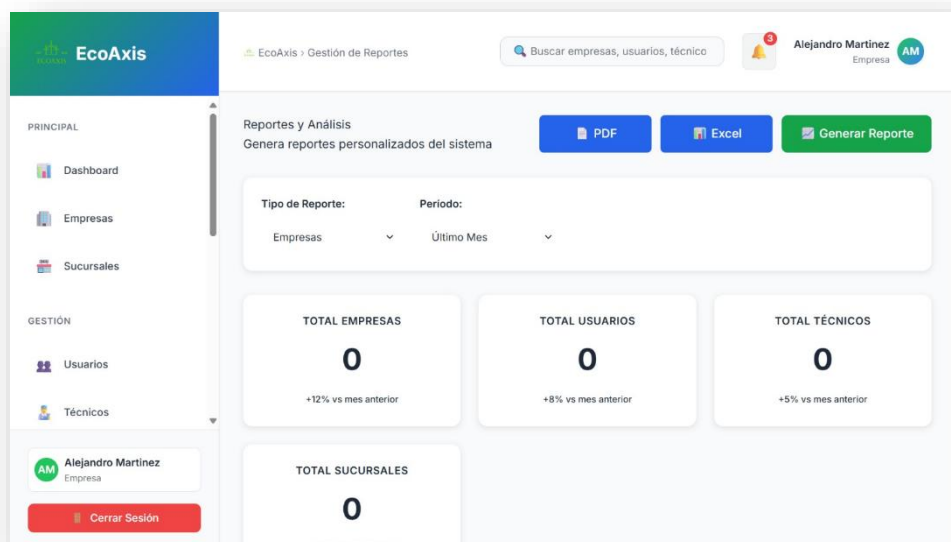 EcoAxis
EcoAxis › Gestión de Reportes
Buscar empresas, usuarios, técnico
3
Alejandro Martinez
Empresa
AM
PRINCIPAL
Dashboard
Empresas
Sucursales
GESTIÓN
Usuarios
Técnicos
AM
Alejandro Martinez
Empresa
Cerrar Sesión
Reportes y Análisis
Genera reportes personalizados del sistema
PDF
Excel
Generar Reporte
Tipo de Reporte:
Período:
Empresas
Último Mes
TOTAL EMPRESAS
0
+12% vs mes anterior
TOTAL USUARIOS
0
+8% vs mes anterior
TOTAL TÉCNICOS
0
+5% vs mes anterior
TOTAL SUCURSALES
0